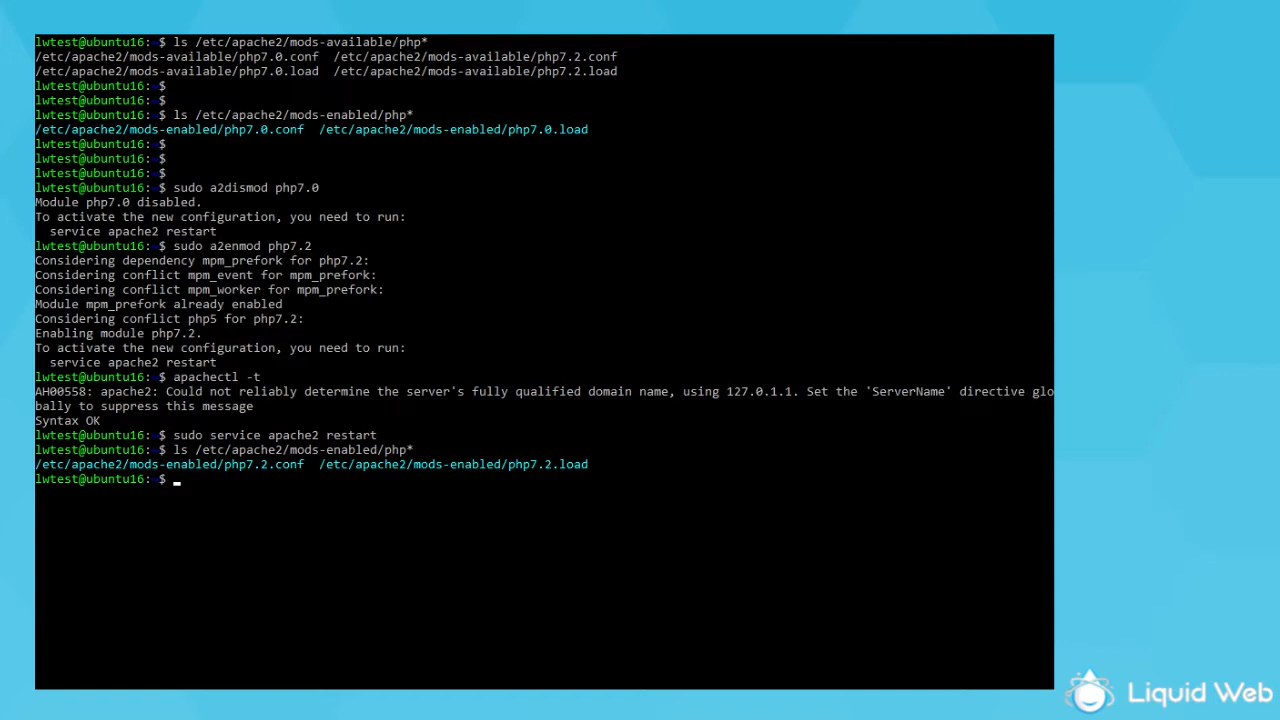 lwtest@ubuntu16:~$ ls /etc/apache2/mods-available/php*
/etc/apache2/mods-available/php7.0.conf  /etc/apache2/mods-available/php7.2.conf
/etc/apache2/mods-available/php7.0.load  /etc/apache2/mods-available/php7.2.load
lwtest@ubuntu16:~$
lwtest@ubuntu16:~$
lwtest@ubuntu16:~$ ls /etc/apache2/mods-enabled/php*
/etc/apache2/mods-enabled/php7.0.conf  /etc/apache2/mods-enabled/php7.0.load
lwtest@ubuntu16:~$
lwtest@ubuntu16:~$
lwtest@ubuntu16:~$
lwtest@ubuntu16:~$ sudo a2dismod php7.0
Module php7.0 disabled.
To activate the new configuration, you need to run:
  service apache2 restart
lwtest@ubuntu16:~$ sudo a2enmod php7.2
Considering dependency mpm_prefork for php7.2:
Considering conflict mpm_event for mpm_prefork:
Considering conflict mpm_worker for mpm_prefork:
Module mpm_prefork already enabled
Considering conflict php5 for php7.2:
Enabling module php7.2.
To activate the new configuration, you need to run:
  service apache2 restart
lwtest@ubuntu16:~$ apachectl -t
AH00558: apache2: Could not reliably determine the server's fully qualified domain name, using 127.0.1.1. Set the 'ServerName' directive glo
bally to suppress this message
Syntax OK
lwtest@ubuntu16:~$ sudo service apache2 restart
lwtest@ubuntu16:~$ ls /etc/apache2/mods-enabled/php*
/etc/apache2/mods-enabled/php7.2.conf  /etc/apache2/mods-enabled/php7.2.load
lwtest@ubuntu16:~$
Liquid Web